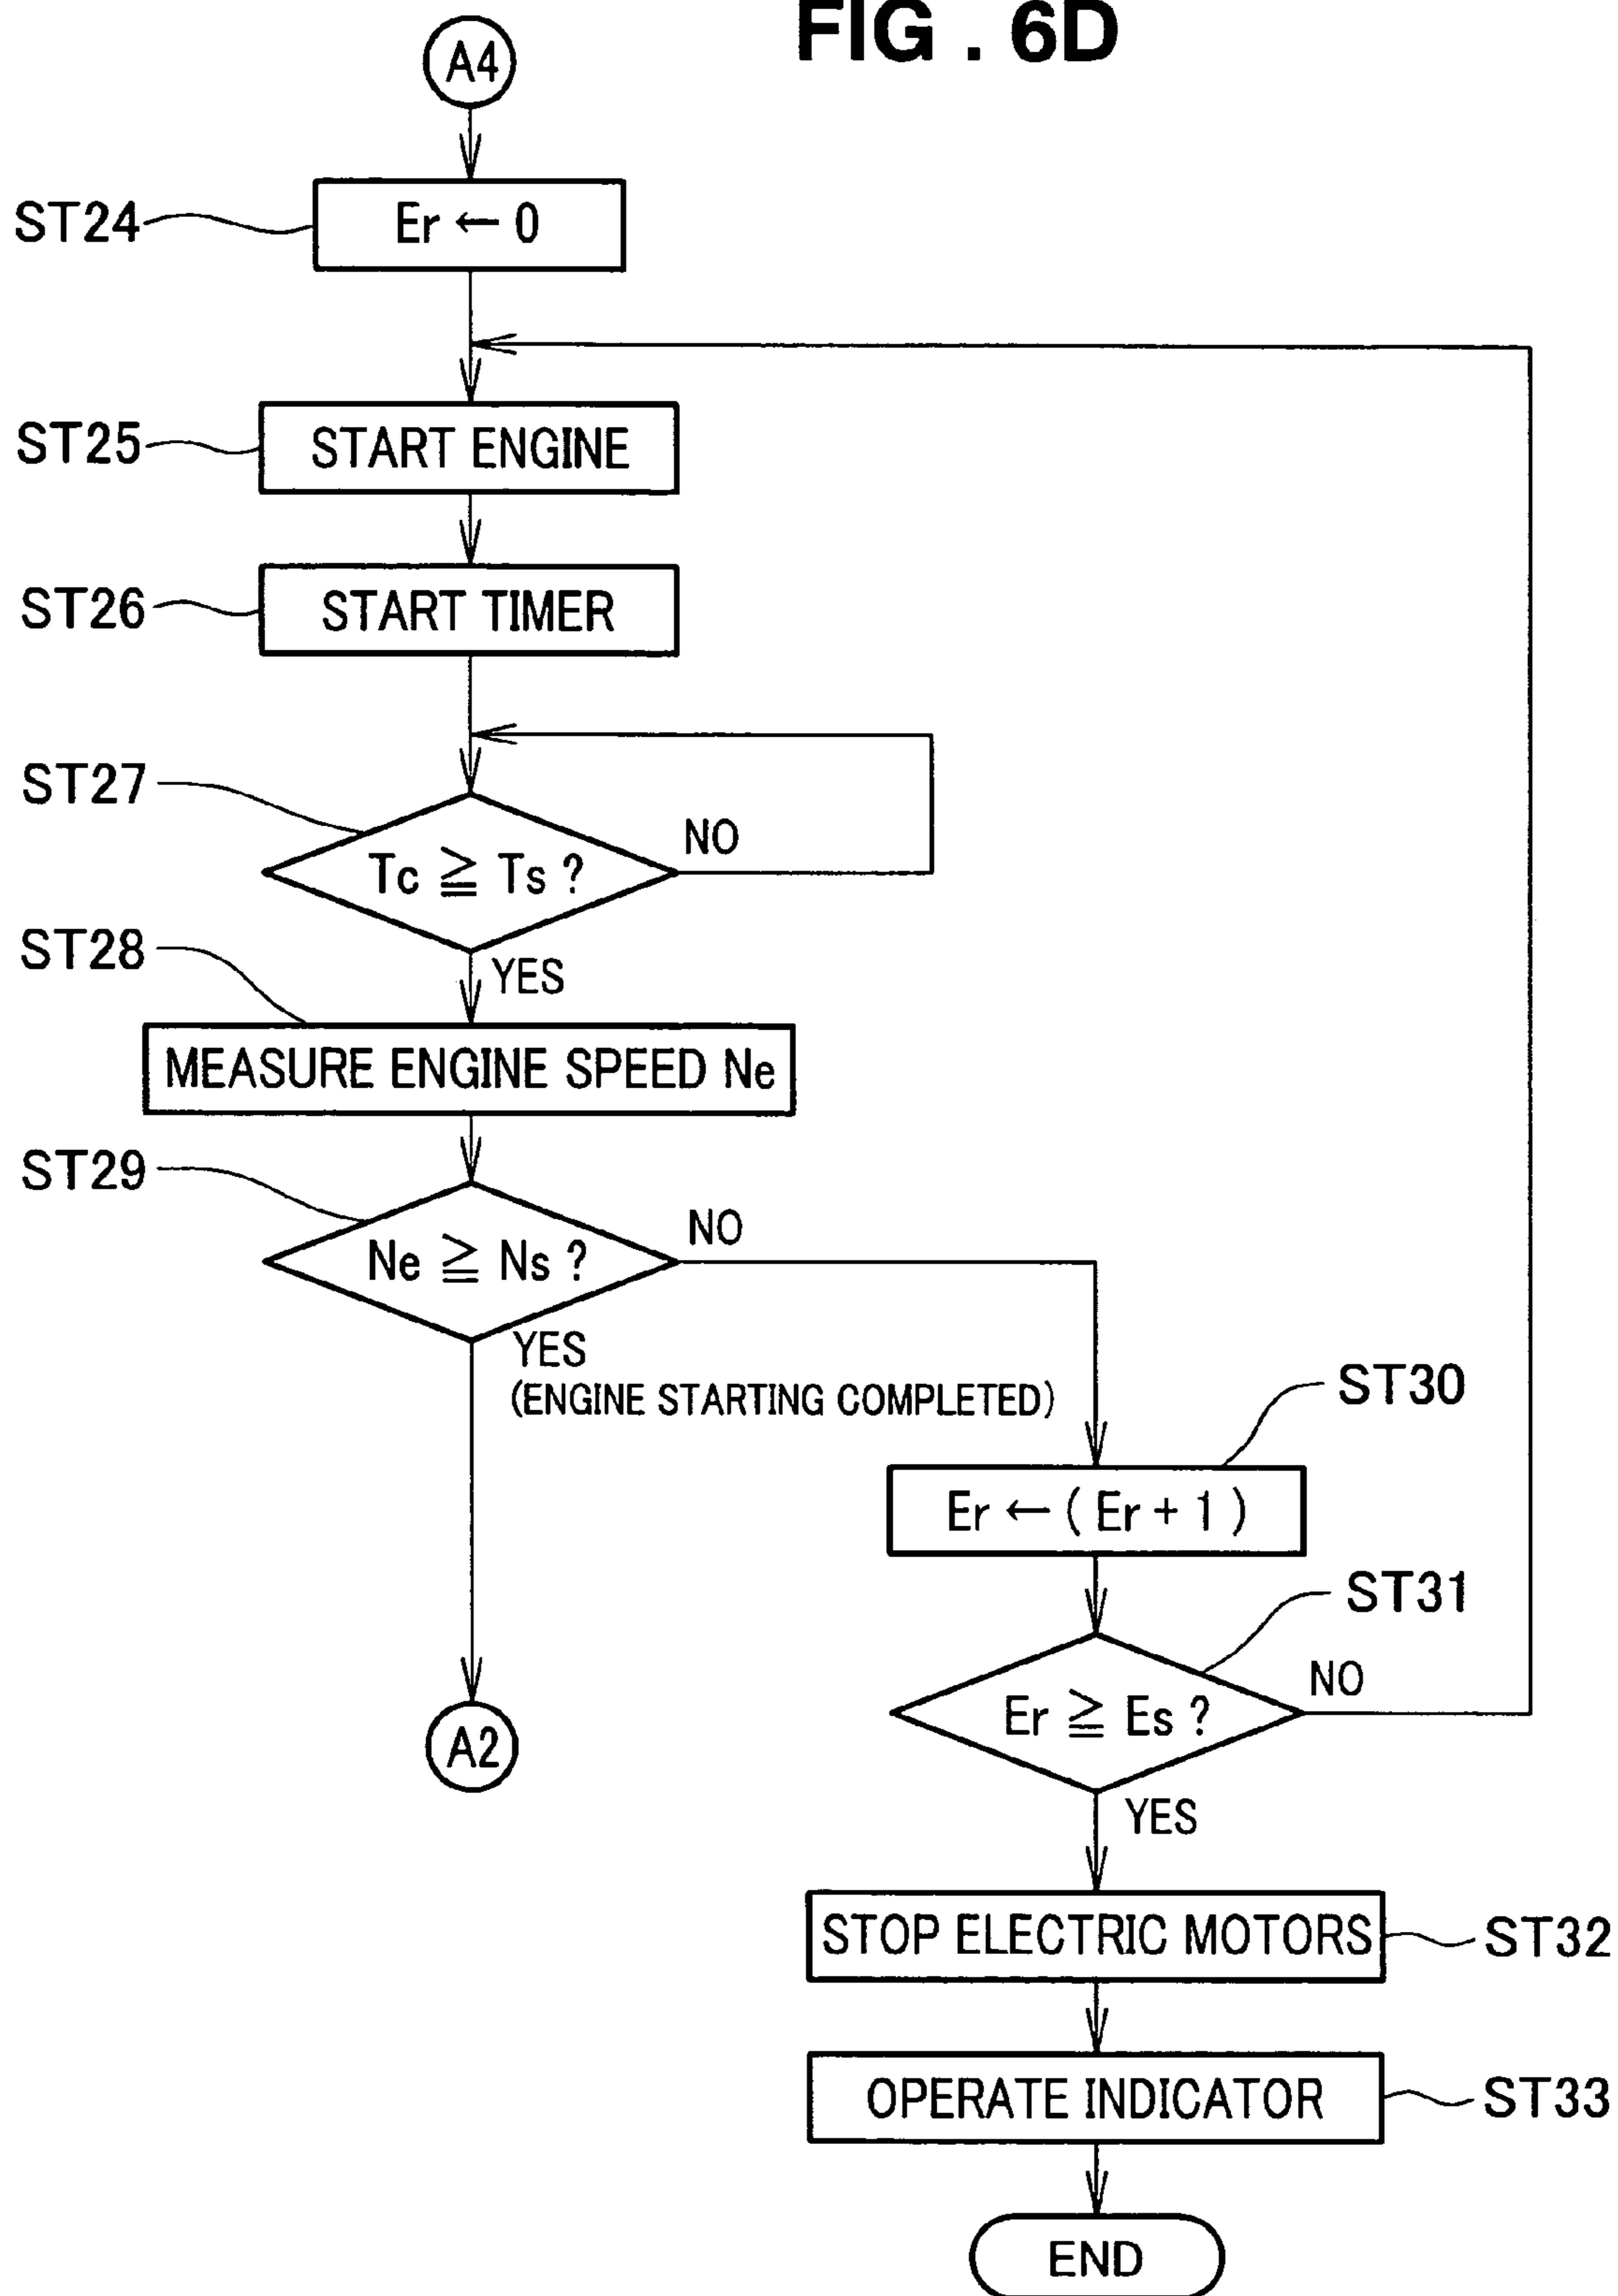 FIG . 6D
A4
ST24
Er ← 0
ST25
START ENGINE
ST26
START TIMER
ST27
Tc ≧ Ts ?
NO
YES
ST28
MEASURE ENGINE SPEED Ne
ST29
Ne ≧ Ns ?
NO
YES
(ENGINE STARTING COMPLETED)
ST30
Er ← ( Er + 1 )
ST31
Er ≧ Es ?
NO
A2
YES
STOP ELECTRIC MOTORS
ST32
OPERATE INDICATOR
ST33
END